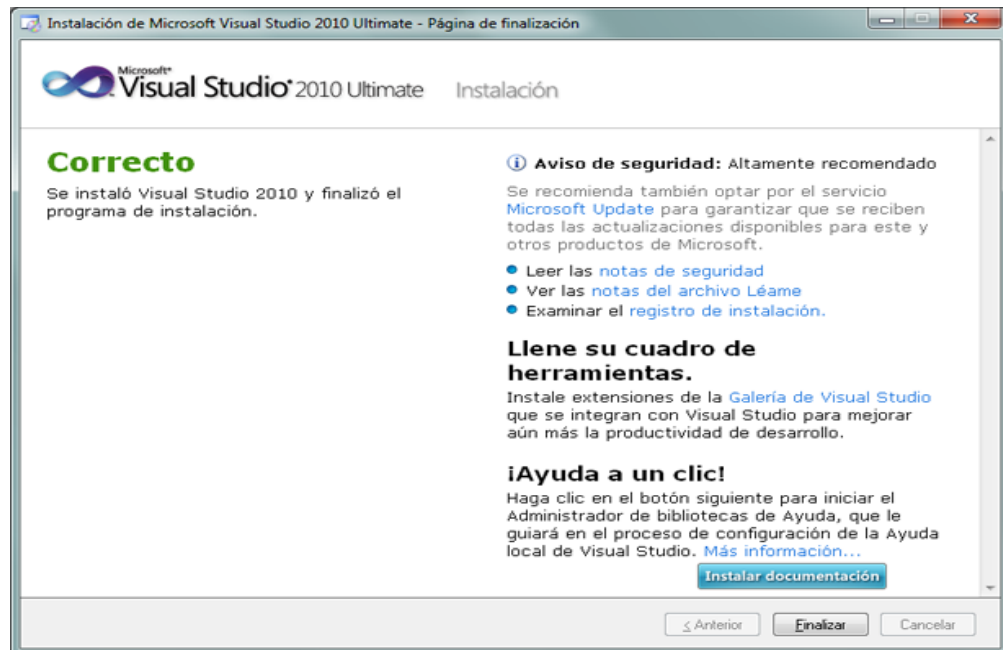 Instalación de Microsoft Visual Studio 2010 Ultimate - Página de finalización
Microsoft
Visual Studio 2010 Ultimate Instalación
Correcto
Se instaló Visual Studio 2010 y finalizó el
programa de instalación.
Aviso de seguridad: Altamente recomendado
Se recomienda también optar por el servicio
Microsoft Update para garantizar que se reciben
todas las actualizaciones disponibles para este y
otros productos de Microsoft.
Leer las notas de seguridad
Ver las notas del archivo Léame
Examinar el registro de instalación.
Llene su cuadro de
herramientas.
Instale extensiones de la Galería de Visual Studio
que se integran con Visual Studio para mejorar
aún más la productividad de desarrollo.
¡Ayuda a un clic!
Haga clic en el botón siguiente para iniciar el
Administrador de bibliotecas de Ayuda, que le
guiará en el proceso de configuración de la Ayuda
local de Visual Studio. Más información...
Instalar documentación
< Anterior Finalizar Cancelar